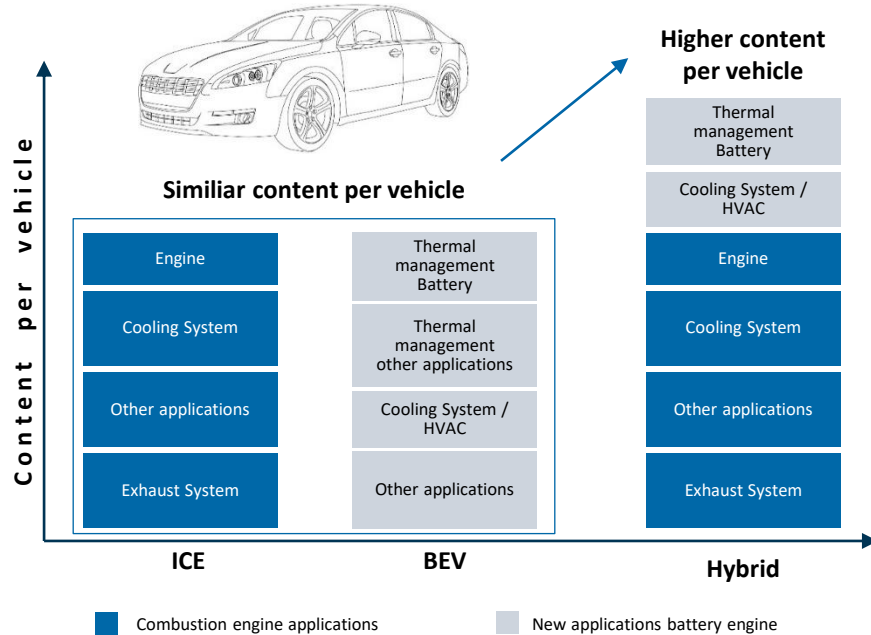 Higher content
per vehicle
Similiar content per vehicle
Content per vehicle
Engine
Cooling System
Other applications
Exhaust System
Thermal
management
Battery
Thermal
management
other applications
Cooling System /
HVAC
Other applications
Thermal
management
Battery
Cooling System /
HVAC
Engine
Cooling System
Other applications
Exhaust System
ICE
BEV
Hybrid
Combustion engine applications
New applications battery engine